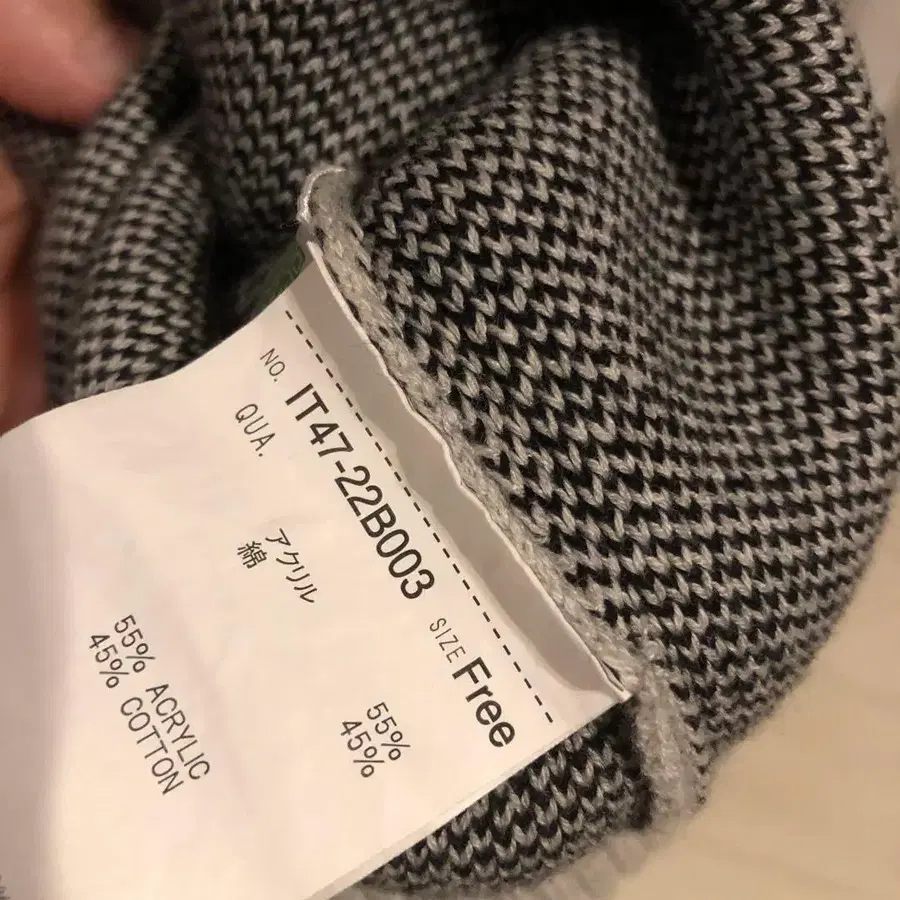 NO. IT47-22B003 SIZE Free
QUA.
アクリル 55%
綿 45%
55% ACRYLIC
45% COTTON